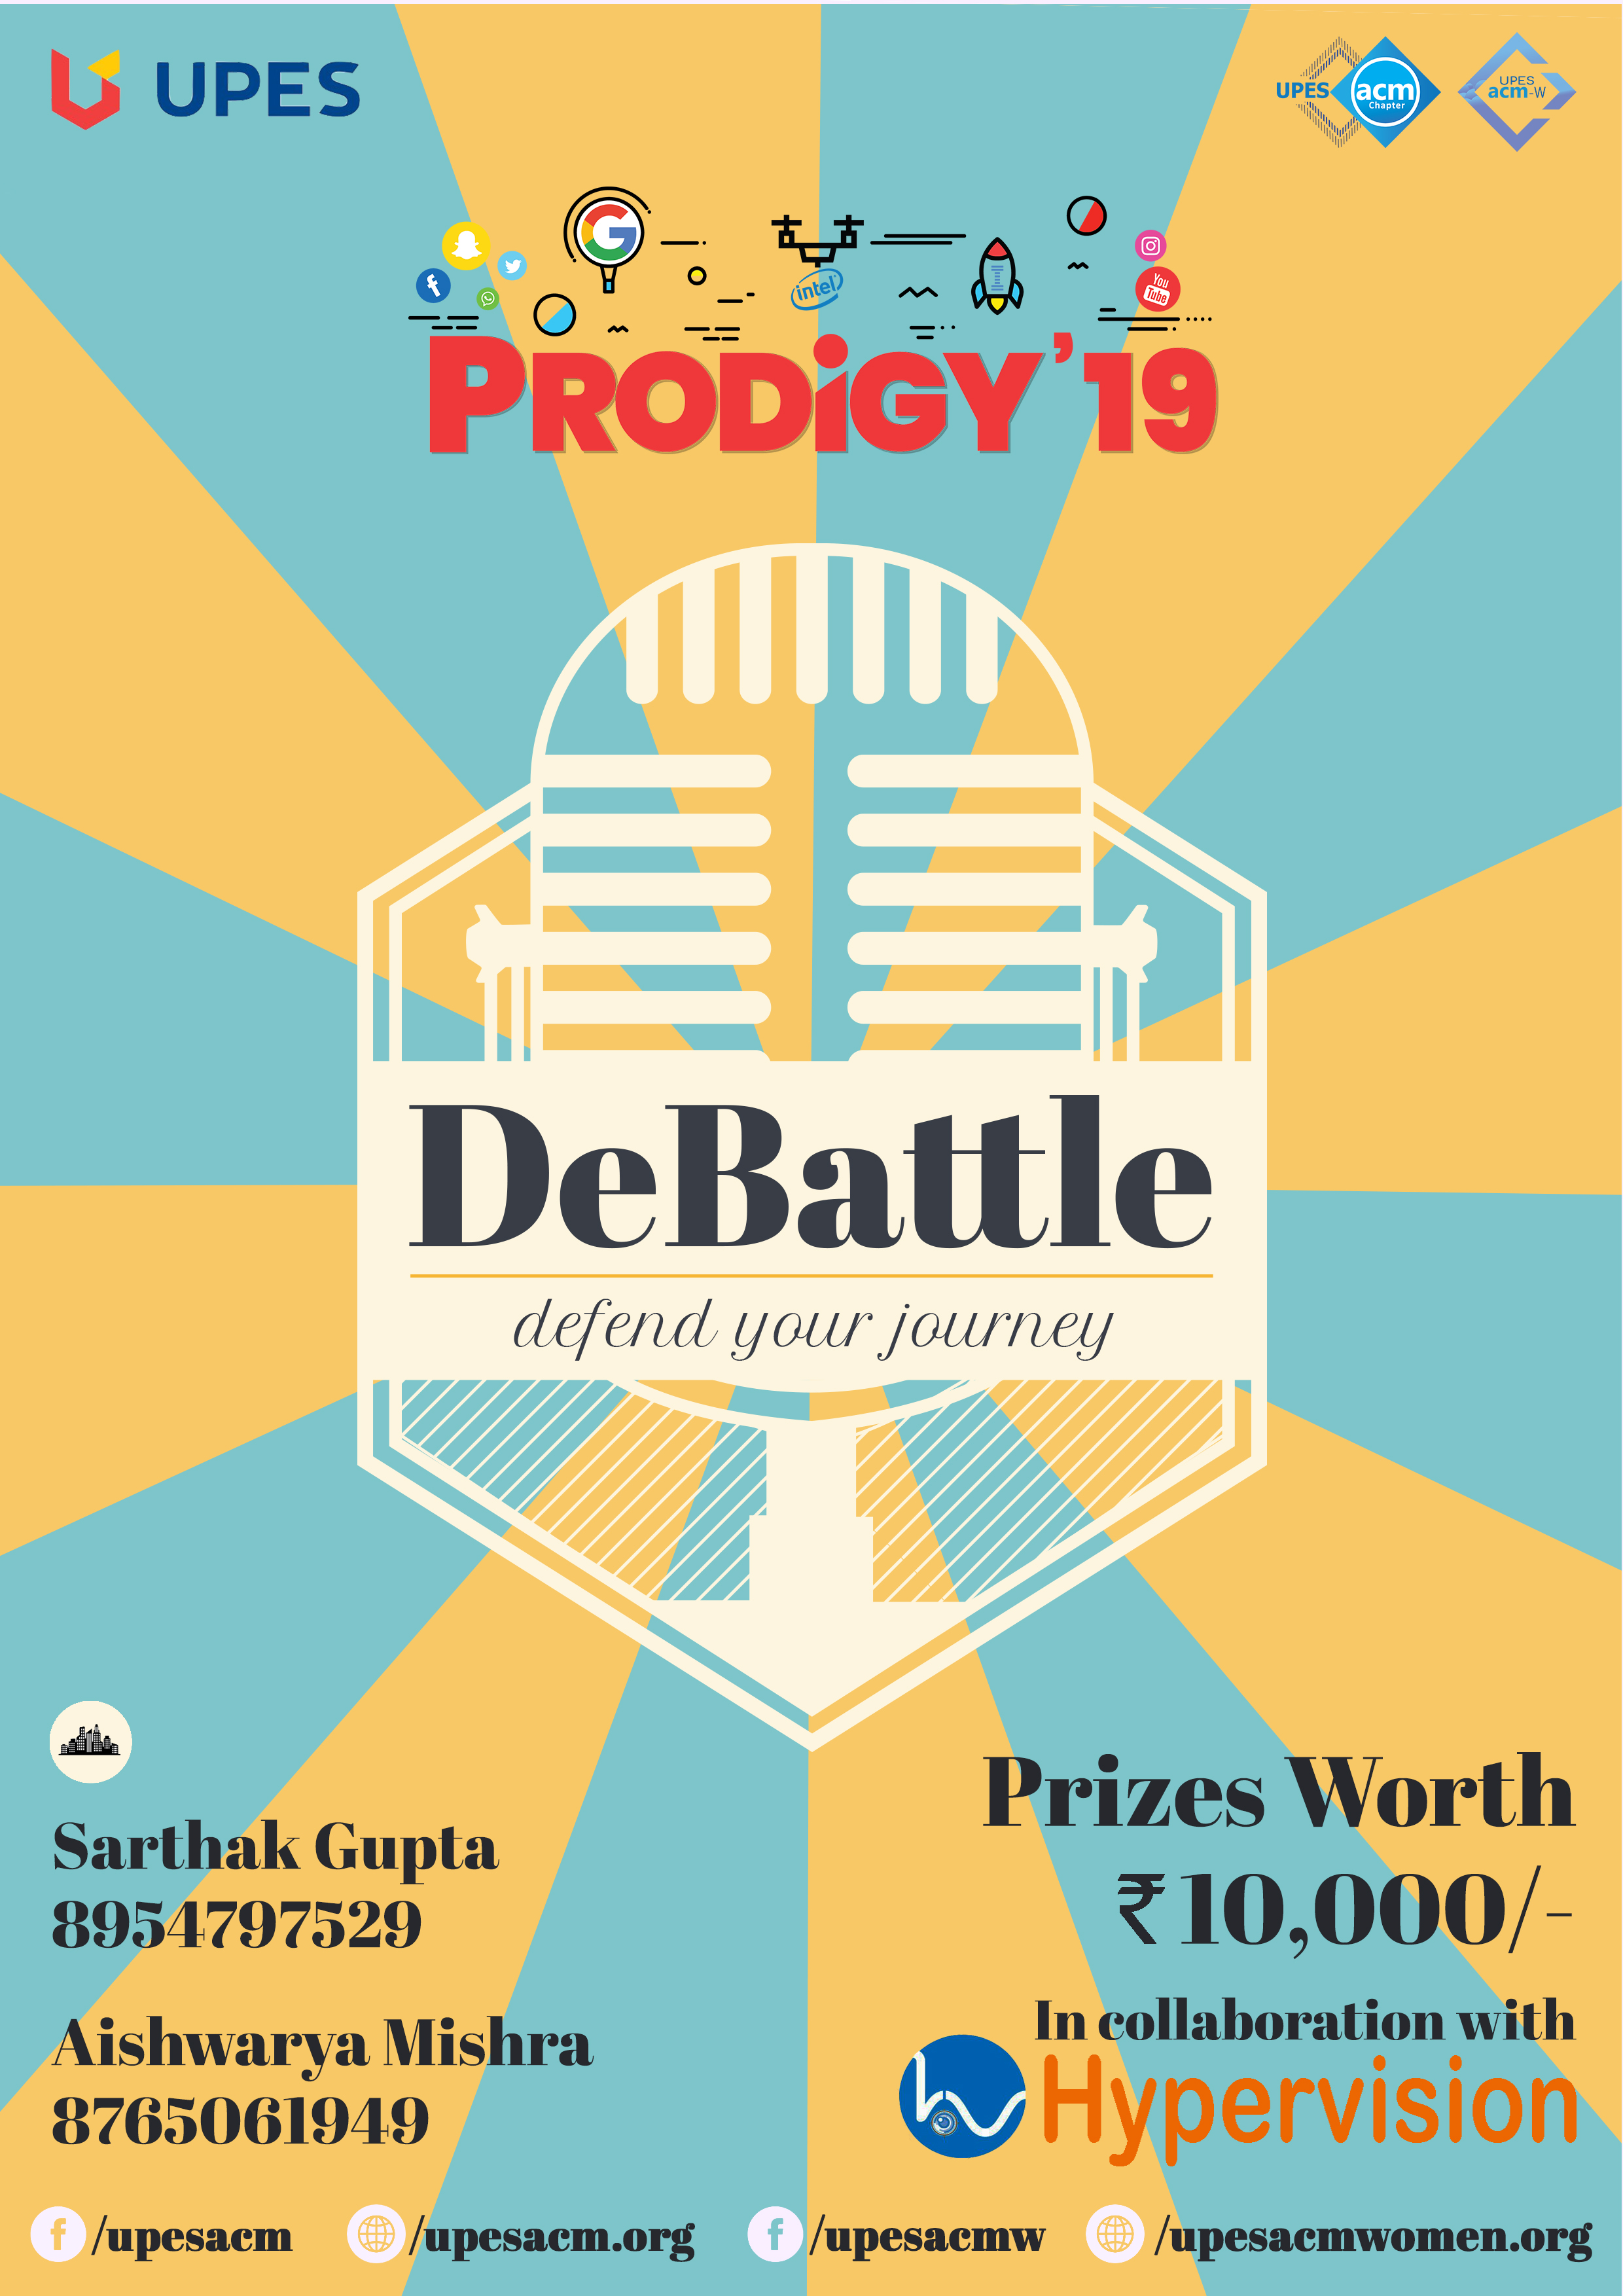 UPES
UPES acm Chapter
UPES acm-W
intel
You Tube
PRODiGY'19
DeBattle
defend your journey
Sarthak Gupta
8954797529
Aishwarya Mishra
8765061949
Prizes Worth
₹10,000/-
In collaboration with
Hypervision
/upesacm /upesacm.org /upesacmw /upesacmwomen.org